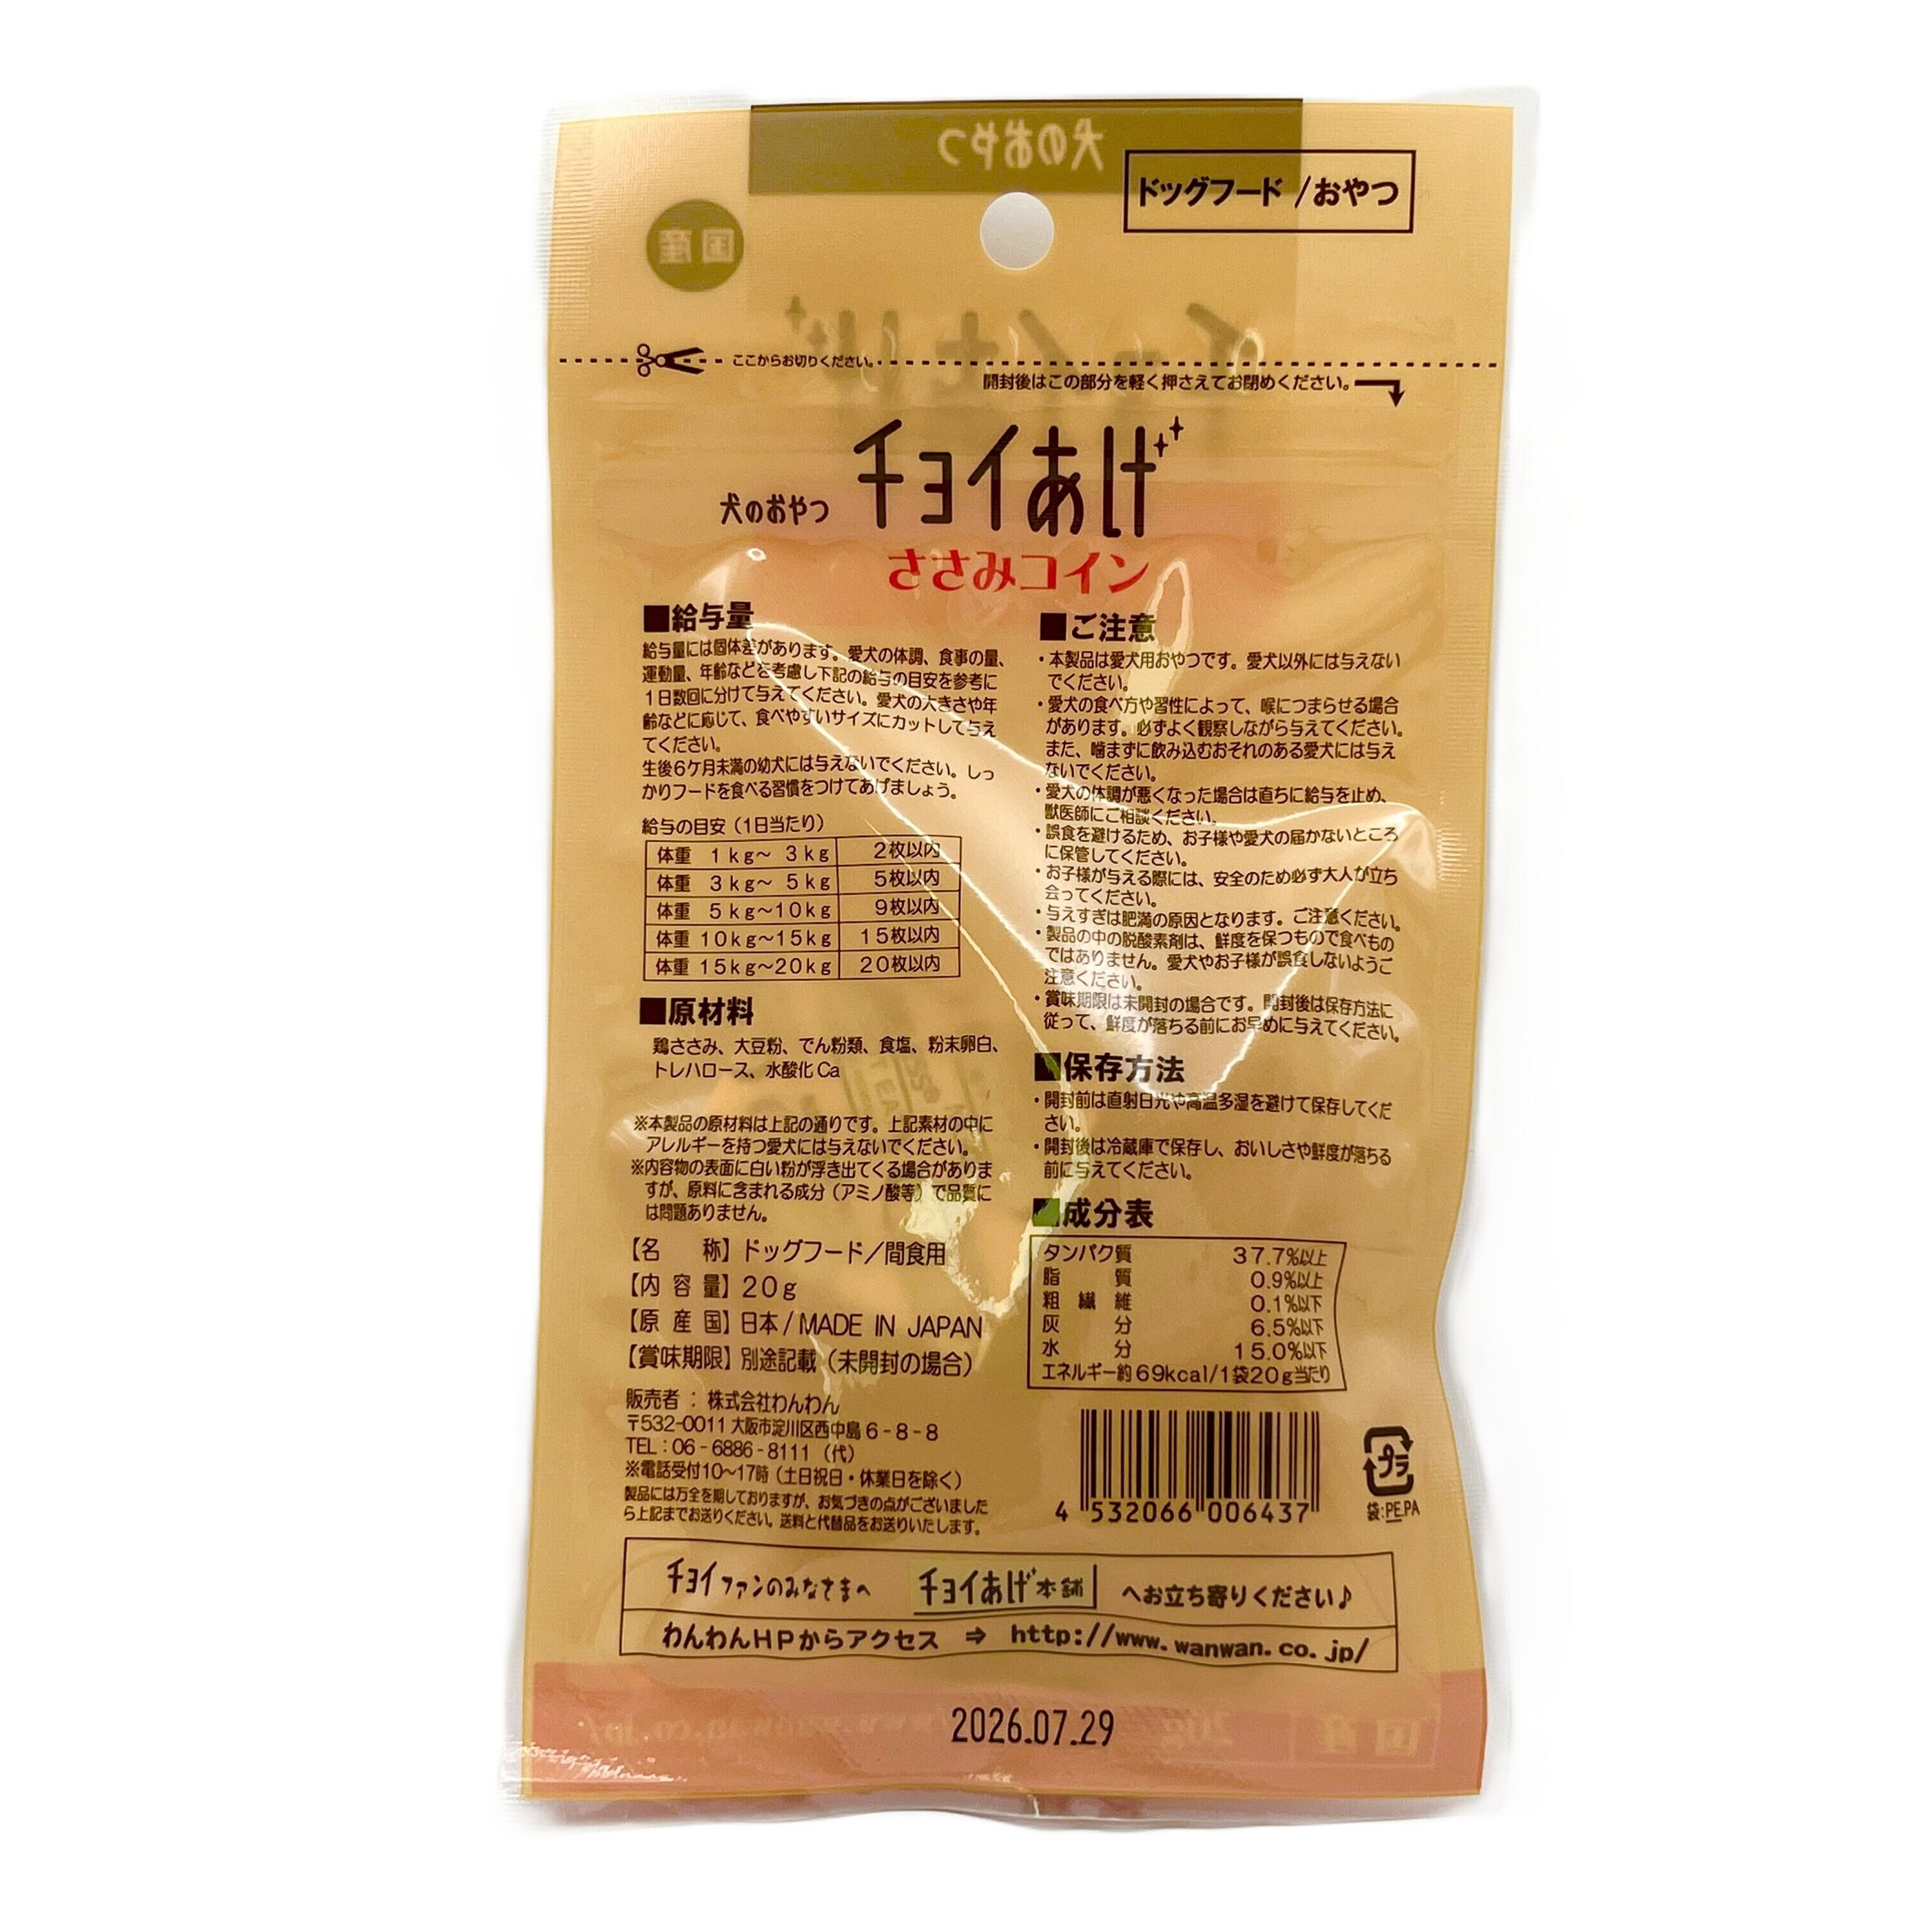 犬のおやつ
国産
ドッグフード/おやつ
ここからお切りください。
開封後はこの部分を軽く押さえてお閉めください。
犬のおやつ チョイあげ
ささみコイン
■給与量
給与量には個体差があります。愛犬の体調、食事の量、
運動量、年齢などを考慮し下記の給与の目安を参考に
1日数回に分けて与えてください。愛犬の大きさや年
齢などに応じて、食べやすいサイズにカットして与え
てください。
生後6ケ月未満の幼犬には与えないでください。しっ
かりフードを食べる習慣をつけてあげましょう。
給与の目安（1日当たり）
体重 1kg～ 3kg 2枚以内
体重 3kg～ 5kg 5枚以内
体重 5kg～10kg 9枚以内
体重 10kg～15kg 15枚以内
体重 15kg～20kg 20枚以内
■原材料
鶏ささみ、大豆粉、でん粉類、食塩、粉末卵白、
トレハロース、水酸化Ca
※本製品の原材料は上記の通りです。上記素材の中に
アレルギーを持つ愛犬には与えないでください。
※内容物の表面に白い粉が浮き出てくる場合がありま
すが、原料に含まれる成分（アミノ酸等）で品質に
は問題ありません。
【名 称】ドッグフード／間食用
【内容量】20g
【原産国】日本/MADE IN JAPAN
【賞味期限】別途記載（未開封の場合）
販売者：株式会社わんわん
〒532-0011 大阪市淀川区西中島6-8-8
TEL：06-6886-8111（代）
※電話受付10～17時（土日祝日・休業日を除く）
製品には万全を期しておりますが、お気づきの点がございました
ら上記までお送りください。送料と代替品をお送りいたします。
■ご注意
・本製品は愛犬用おやつです。愛犬以外には与えない
でください。
・愛犬の食べ方や習性によって、喉につまらせる場合
があります。必ずよく観察しながら与えてください。
また、噛まずに飲み込むおそれのある愛犬には与え
ないでください。
・愛犬の体調が悪くなった場合は直ちに給与を止め、
獣医師にご相談ください。
・誤食を避けるため、お子様や愛犬の届かないところ
に保管してください。
・お子様が与える際には、安全のため必ず大人が立ち
会ってください。
・与えすぎは肥満の原因となります。ご注意ください。
・製品の中の脱酸素剤は、鮮度を保つもので食べもの
ではありません。愛犬やお子様が誤食しないようご
注意ください。
・賞味期限は未開封の場合です。開封後は保存方法に
従って、鮮度が落ちる前にお早めに与えてください。
■保存方法
・開封前は直射日光や高温多湿を避けて保存してくだ
さい。
・開封後は冷蔵庫で保存し、おいしさや鮮度が落ちる
前に与えてください。
■成分表
タンパク質 37.7%以上
脂質 0.9%以上
粗繊維 0.1%以下
灰分 6.5%以下
水分 15.0%以下
エネルギー約69kcal/1袋20g当たり
4 532066 006437
プラ
袋:PE.PA
チョイファンのみなさまへ チョイあげ本舗 へお立ち寄りください♪
わんわんHPからアクセス ⇒ http://www.wanwan.co.jp/
2026.07.29